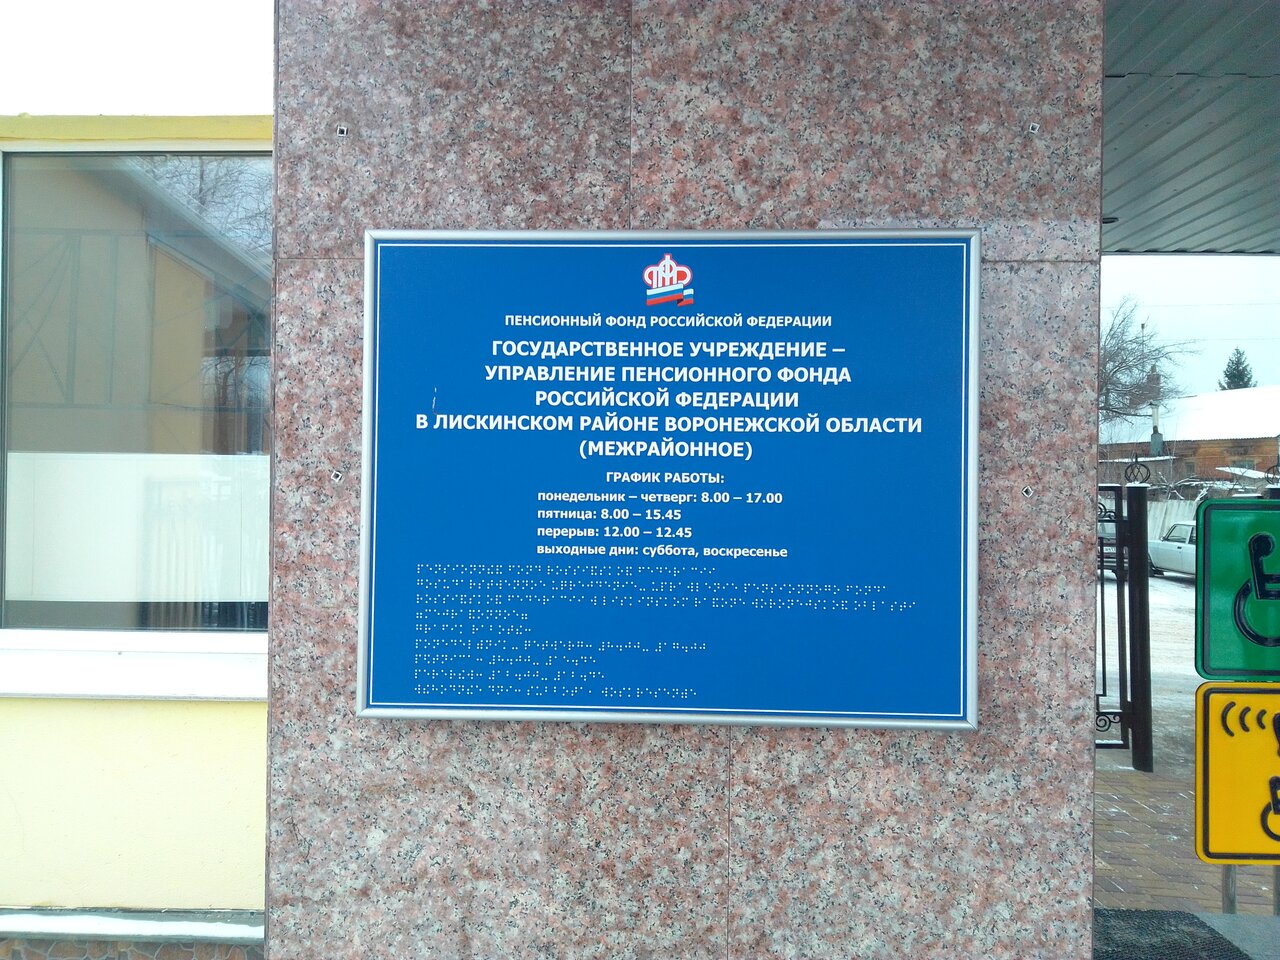 ПЕНСИОННЫЙ ФОНД РОССИЙСКОЙ ФЕДЕРАЦИИ
ГОСУДАРСТВЕННОЕ УЧРЕЖДЕНИЕ –
УПРАВЛЕНИЕ ПЕНСИОННОГО ФОНДА
РОССИЙСКОЙ ФЕДЕРАЦИИ
В ЛИСКИНСКОМ РАЙОНЕ ВОРОНЕЖСКОЙ ОБЛАСТИ
(МЕЖРАЙОННОЕ)
ГРАФИК РАБОТЫ:
понедельник – четверг: 8.00 – 17.00
пятница: 8.00 – 15.45
перерыв: 12.00 – 12.45
выходные дни: суббота, воскресенье